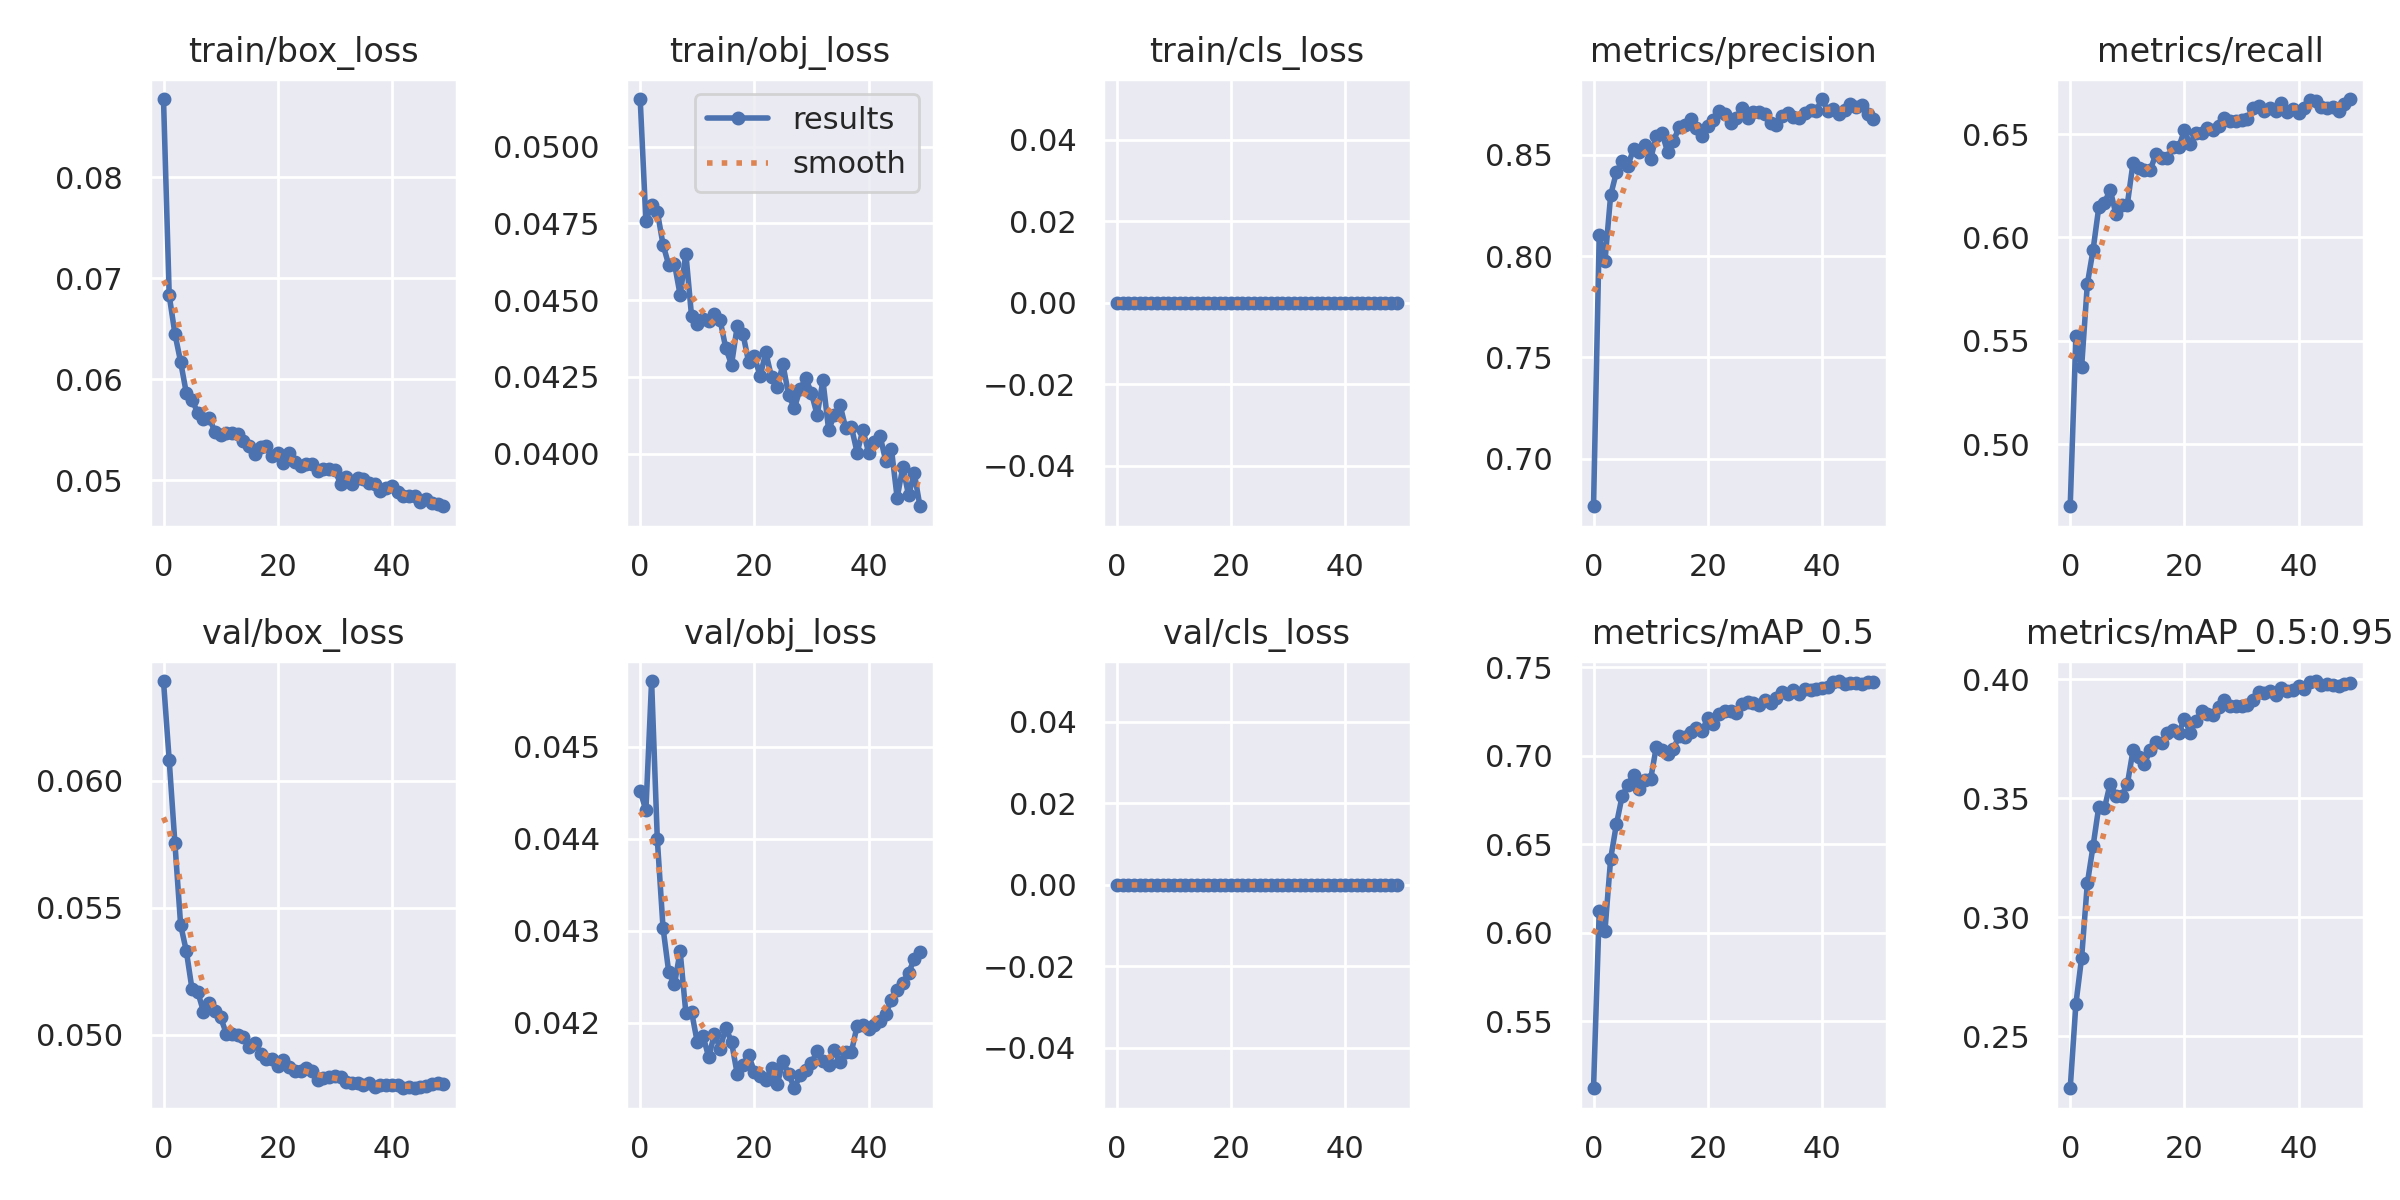 train/box_loss
0.08
0.07
0.06
0.05
0 20 40
train/obj_loss
results
smooth
0.0500
0.0475
0.0450
0.0425
0.0400
0 20 40
train/cls_loss
0.04
0.02
0.00
−0.02
−0.04
0 20 40
metrics/precision
0.85
0.80
0.75
0.70
0 20 40
metrics/recall
0.65
0.60
0.55
0.50
0 20 40
val/box_loss
0.060
0.055
0.050
0 20 40
val/obj_loss
0.045
0.044
0.043
0.042
0 20 40
val/cls_loss
0.04
0.02
0.00
−0.02
−0.04
0 20 40
metrics/mAP_0.5
0.75
0.70
0.65
0.60
0.55
0 20 40
metrics/mAP_0.5:0.95
0.40
0.35
0.30
0.25
0 20 40